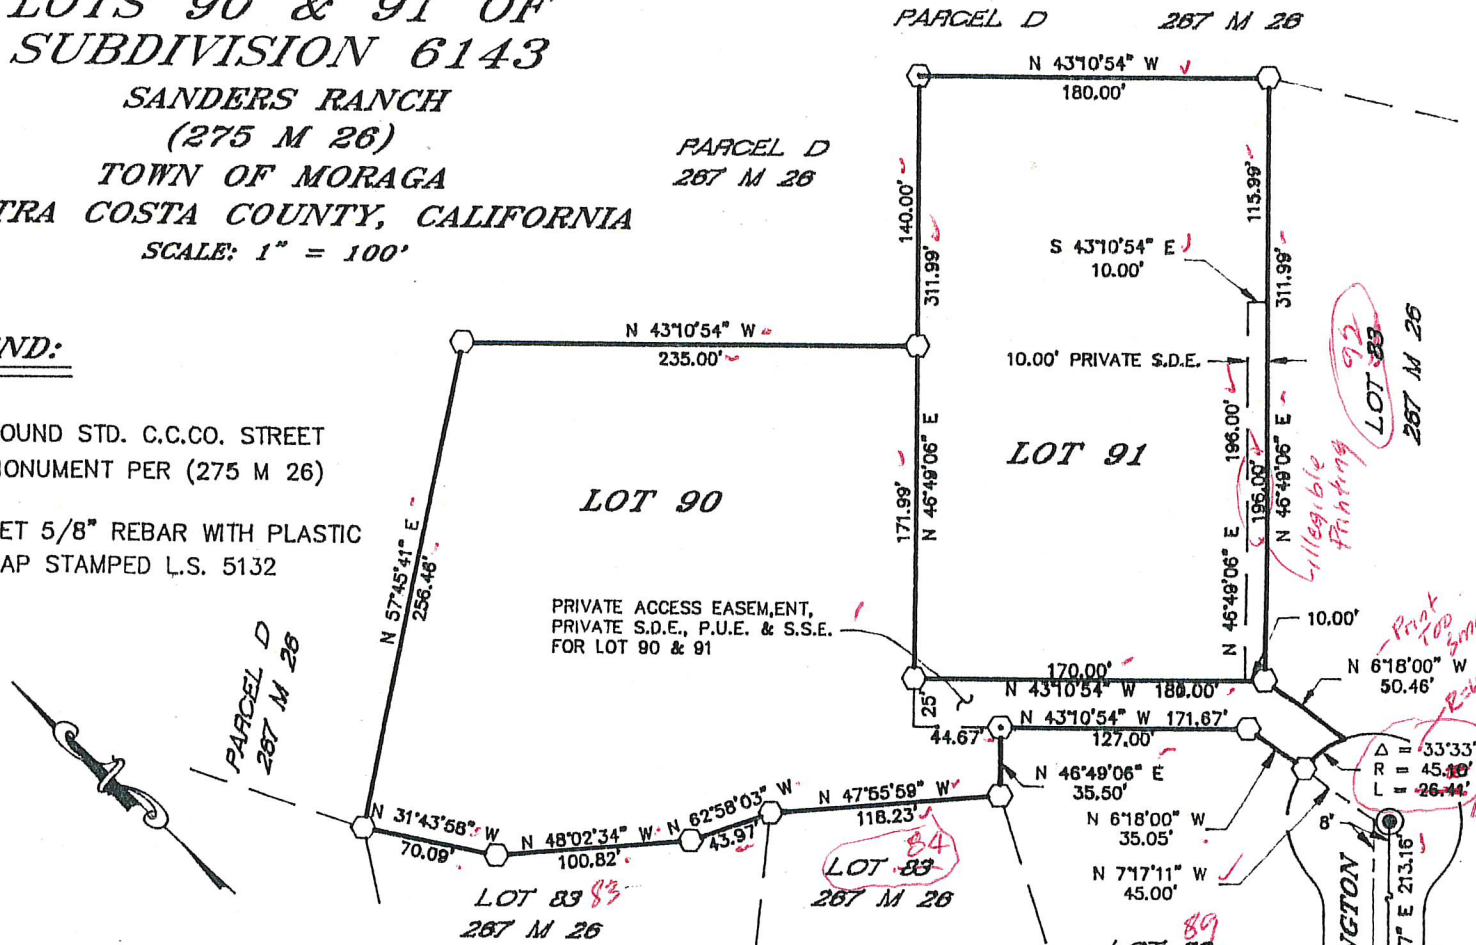 LOTS 90 & 91 OF
SUBDIVISION 6143
SANDERS RANCH
(275 M 26)
TOWN OF MORAGA
TRA COSTA COUNTY, CALIFORNIA
SCALE: 1" = 100'
ND:
OUND STD. C.C.CO. STREET
ONUMENT PER (275 M 26)
ET 5/8" REBAR WITH PLASTIC
AP STAMPED L.S. 5132
PARCEL D 267 M 26
N 43°10'54" W
180.00'
PARCEL D
267 M 26
140.00'
311.99'
115.99'
311.99'
S 43°10'54" E
10.00'
N 43°10'54" W
235.00'
10.00' PRIVATE S.D.E.
92
LOT 83
267 M 26
LOT 91
LOT 90
171.99'
N 46°49'06" E
N 46°49'06" E 196.00'
196.00'
N 46°49'06" E
Illegible
Printing
N 57°45'41" E
256.46'
PRIVATE ACCESS EASEM,ENT,
PRIVATE S.D.E., P.U.E. & S.S.E.
FOR LOT 90 & 91
10.00'
Print
Too
N 6°18'00" W
50.46'
170.00'
N 43°10'54" W 180.00'
25'
44.67'
N 43°10'54" W 171.67'
127.00'
PARCEL D
267 M 26
N 46°49'06" E
35.50'
Δ = 33°33'
R = 45.
L = 26.41'
N 31°43'58" W
70.09'
N 48°02'34" W
100.82'
N 62°58'03" W
43.97'
N 47°55'59" W
118.23'
N 6°18'00" W
35.05'
8'
N 7°17'11" W
45.00'
84
LOT 83
267 M 26
LOT 83 83
267 M 26
89
NGTON
7" E 213.16'